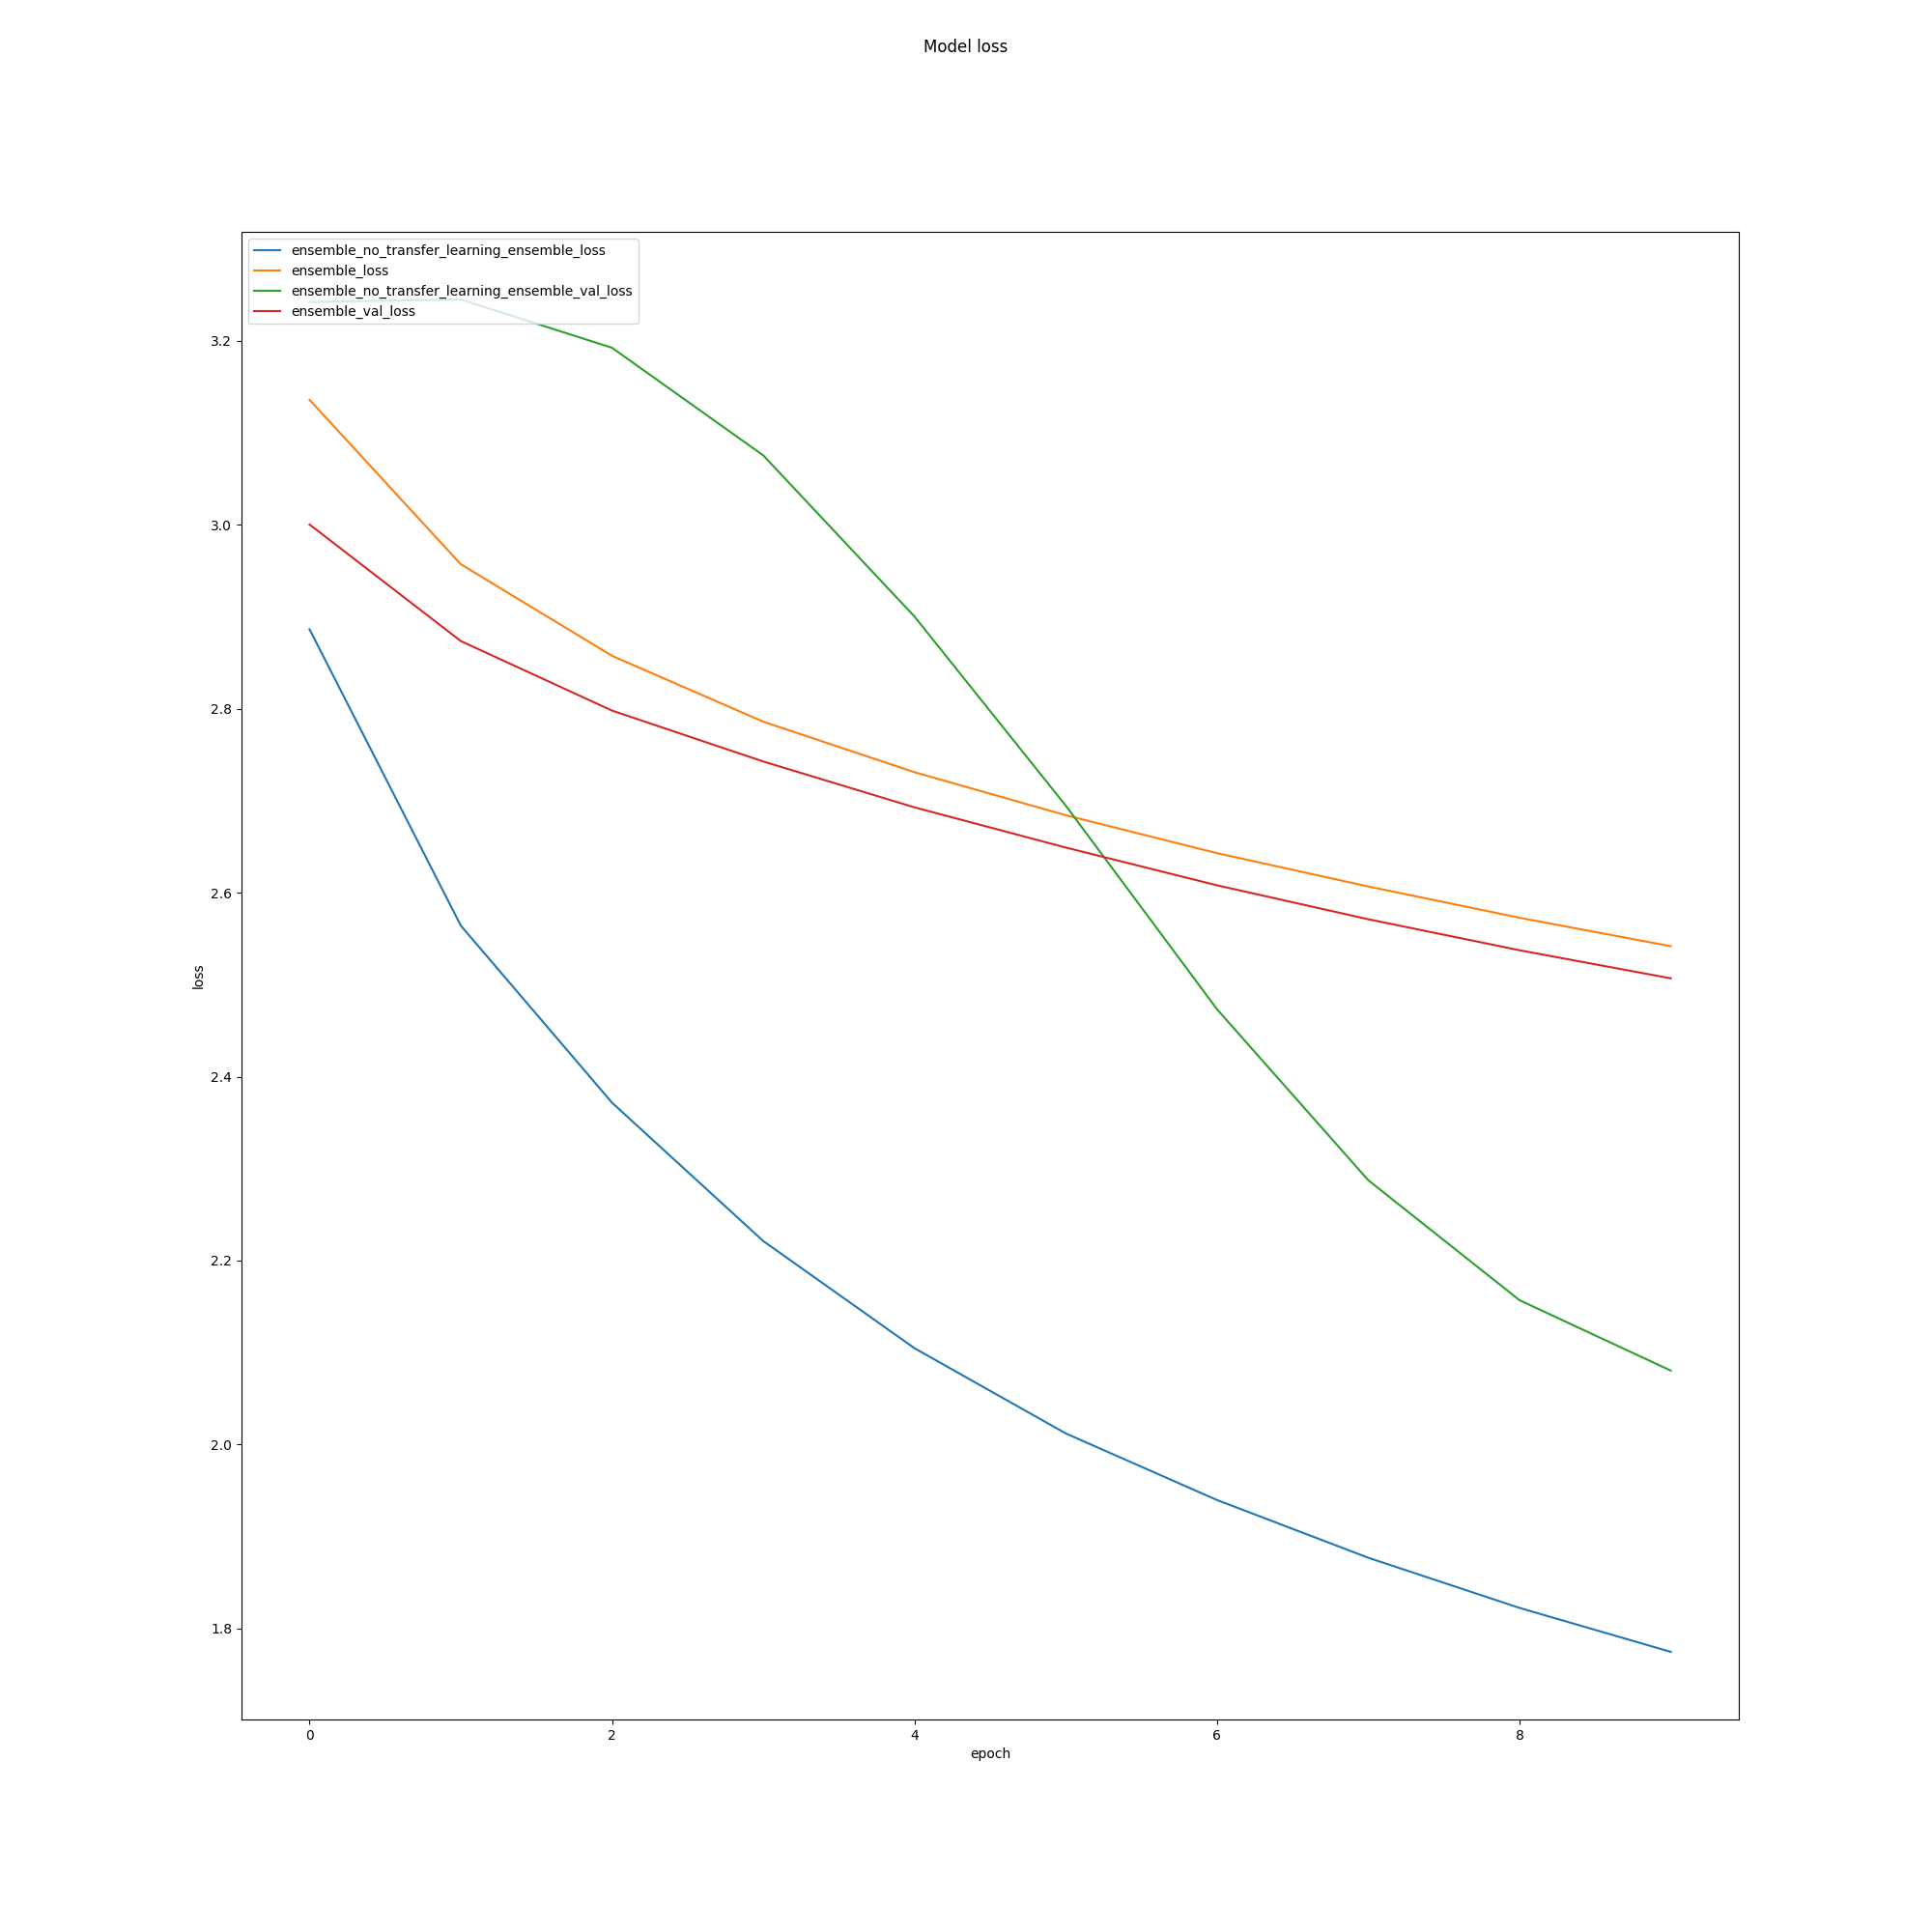 Model loss
ensemble_no_transfer_learning_ensemble_loss
ensemble_loss
ensemble_no_transfer_learning_ensemble_val_loss
ensemble_val_loss
3.2
3.0
2.8
2.6
2.4
2.2
2.0
1.8
loss
0 2 4 6 8
epoch